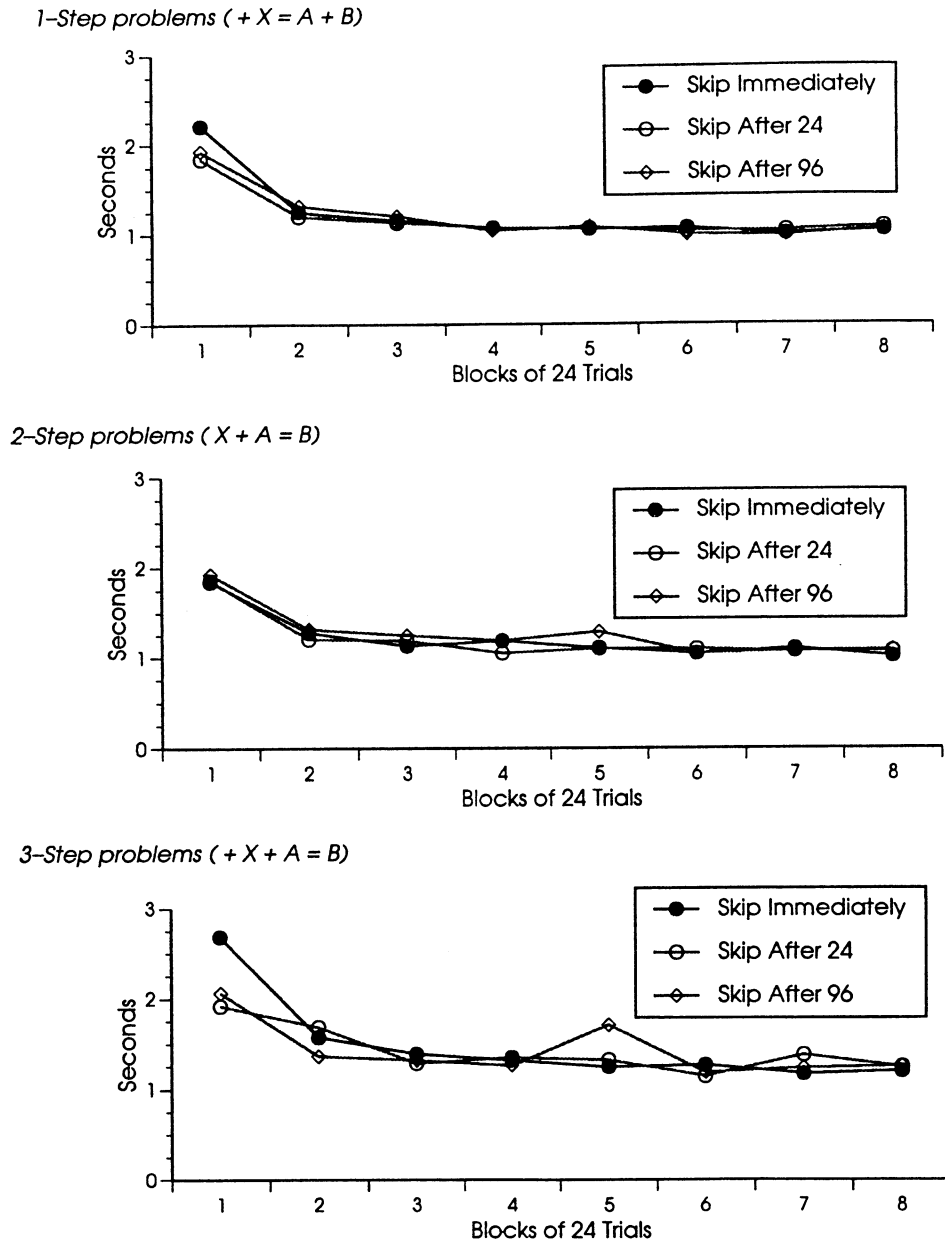 1–Step problems ( + X = A + B)
3
2
1
0
Seconds
Skip Immediately
Skip After 24
Skip After 96
1 2 3 4 5 6 7 8
Blocks of 24 Trials
2–Step problems ( X + A = B)
3
2
1
0
Seconds
Skip Immediately
Skip After 24
Skip After 96
1 2 3 4 5 6 7 8
Blocks of 24 Trials
3–Step problems ( + X + A = B)
3
2
1
0
Seconds
Skip Immediately
Skip After 24
Skip After 96
1 2 3 4 5 6 7 8
Blocks of 24 Trials